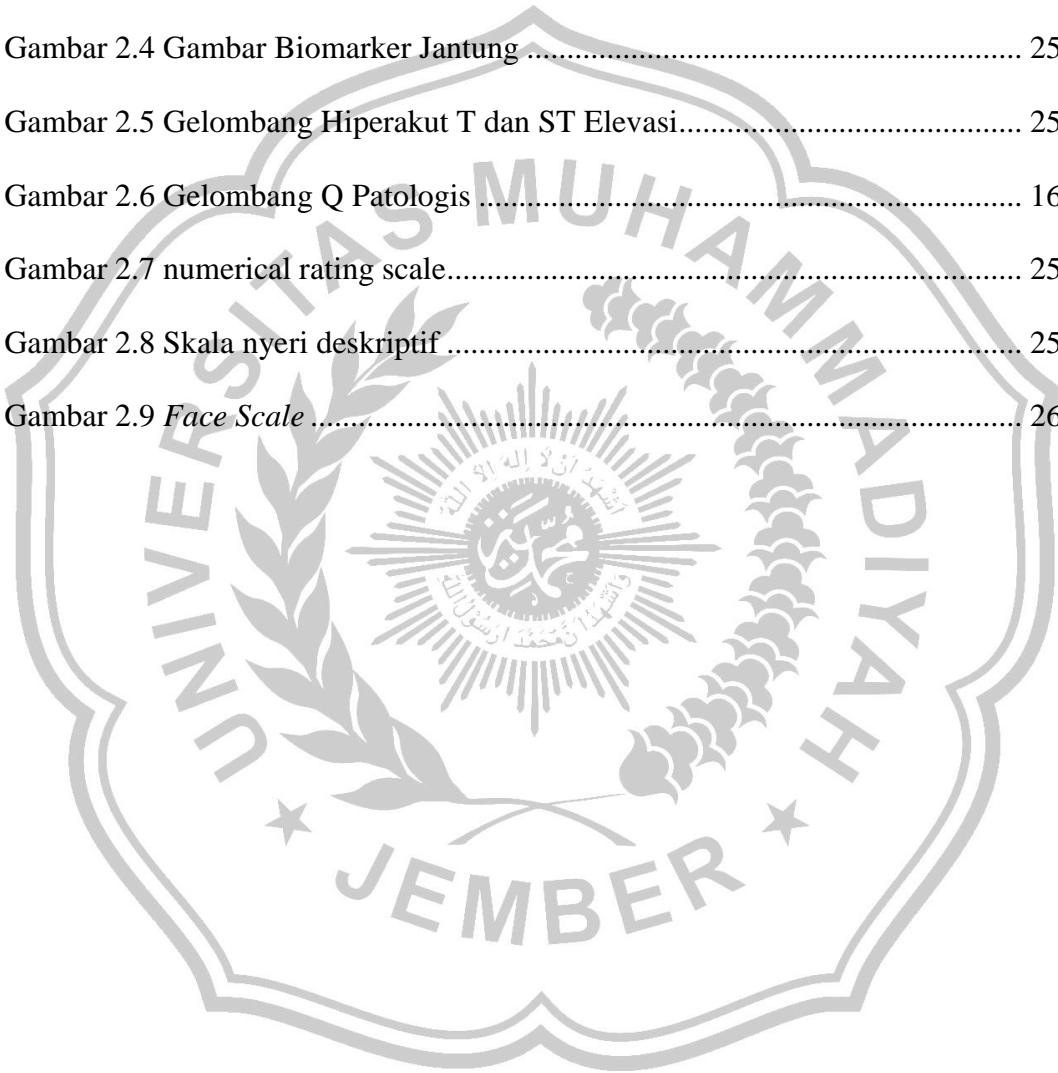 Gambar 2.4 Gambar Biomarker Jantung ........................................................................ 25
Gambar 2.5 Gelombang Hiperakut T dan ST Elevasi.................................................... 25
Gambar 2.6 Gelombang Q Patologis ............................................................................. 16
Gambar 2.7 numerical rating scale................................................................................. 25
Gambar 2.8 Skala nyeri deskriptif .................................................................................. 25
Gambar 2.9 Face Scale ................................................................................................... 26
UNIVERSITAS MUHAMMADIYAH
JEMBER